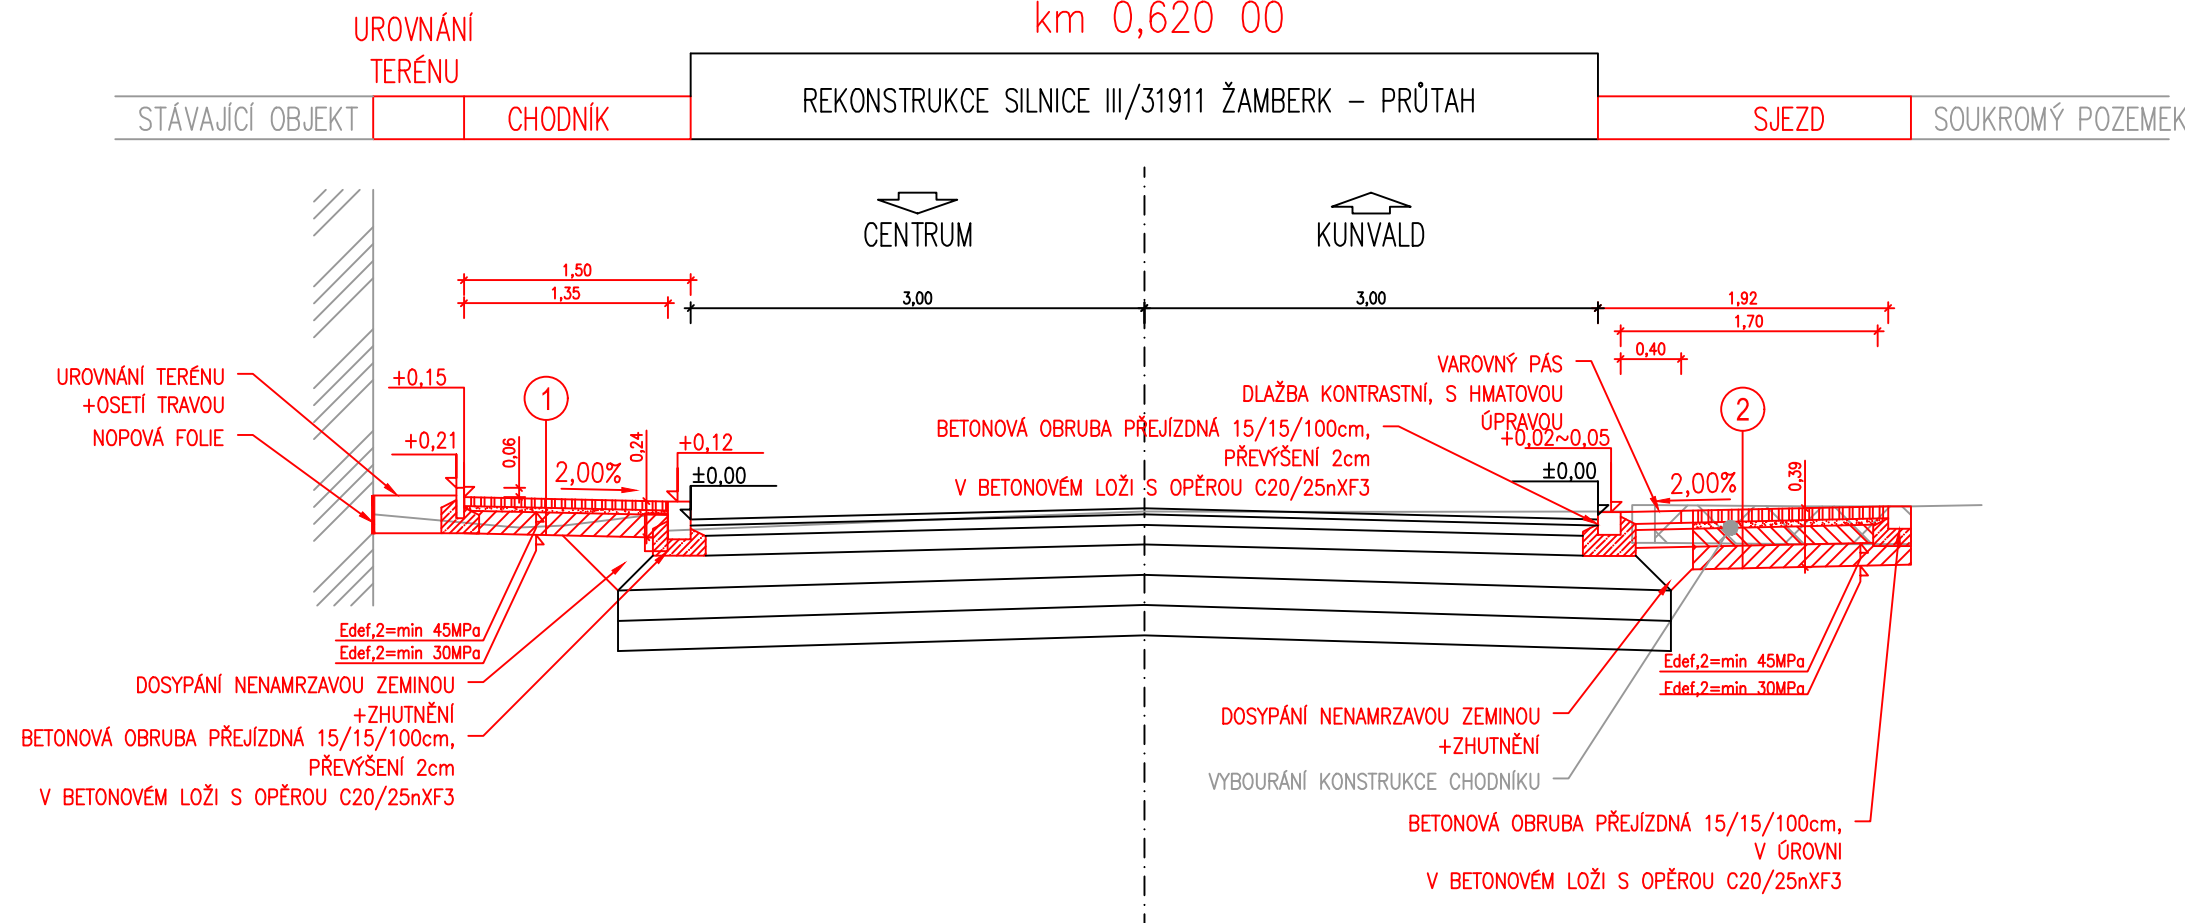 km 0,620 00
UROVNÁNÍ
TERÉNU
STÁVAJÍCÍ OBJEKT
CHODNÍK
REKONSTRUKCE SILNICE III/31911 ŽAMBERK – PRŮTAH
SJEZD
SOUKROMÝ POZEMEK
CENTRUM
KUNVALD
1,50
1,35
3,00
3,00
1,92
1,70
0,40
UROVNÁNÍ TERÉNU
+OSETÍ TRAVOU
NOPOVÁ FOLIE
+0,15
+0,21
1
0,06
2,00%
0,24
+0,12
±0,00
VAROVNÝ PÁS
DLAŽBA KONTRASTNÍ, S HMATOVOU
ÚPRAVOU
BETONOVÁ OBRUBA PŘEJÍZDNÁ 15/15/100cm,
PŘEVÝŠENÍ 2cm
V BETONOVÉM LOŽI S OPĚROU C20/25nXF3
+0,02~0,05
±0,00
2
2,00%
0,39
Edef,2=min 45MPa
Edef,2=min 30MPa
DOSYPÁNÍ NENAMRZAVOU ZEMINOU
+ZHUTNĚNÍ
BETONOVÁ OBRUBA PŘEJÍZDNÁ 15/15/100cm,
PŘEVÝŠENÍ 2cm
V BETONOVÉM LOŽI S OPĚROU C20/25nXF3
Edef,2=min 45MPa
Edef,2=min 30MPa
DOSYPÁNÍ NENAMRZAVOU ZEMINOU
+ZHUTNĚNÍ
VYBOURÁNÍ KONSTRUKCE CHODNÍKU
BETONOVÁ OBRUBA PŘEJÍZDNÁ 15/15/100cm,
V ÚROVNI
V BETONOVÉM LOŽI S OPĚROU C20/25nXF3